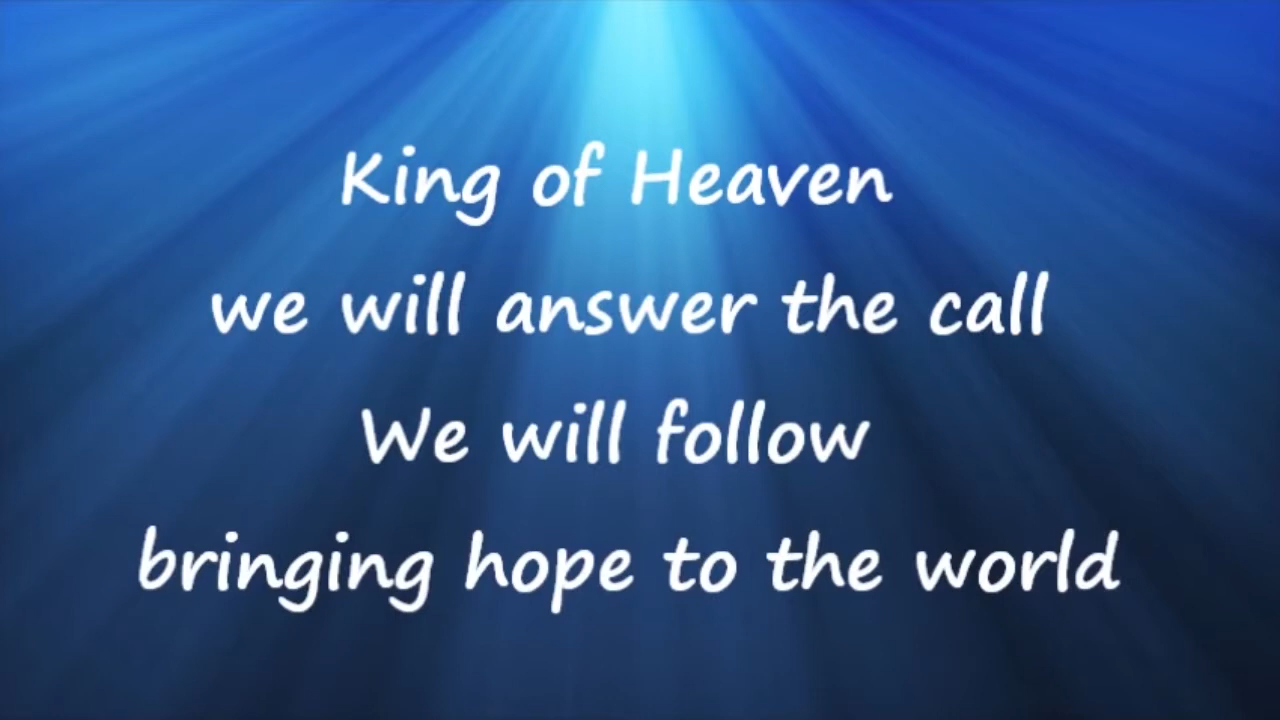 King of Heaven
we will answer the call
We will follow
bringing hope to the world